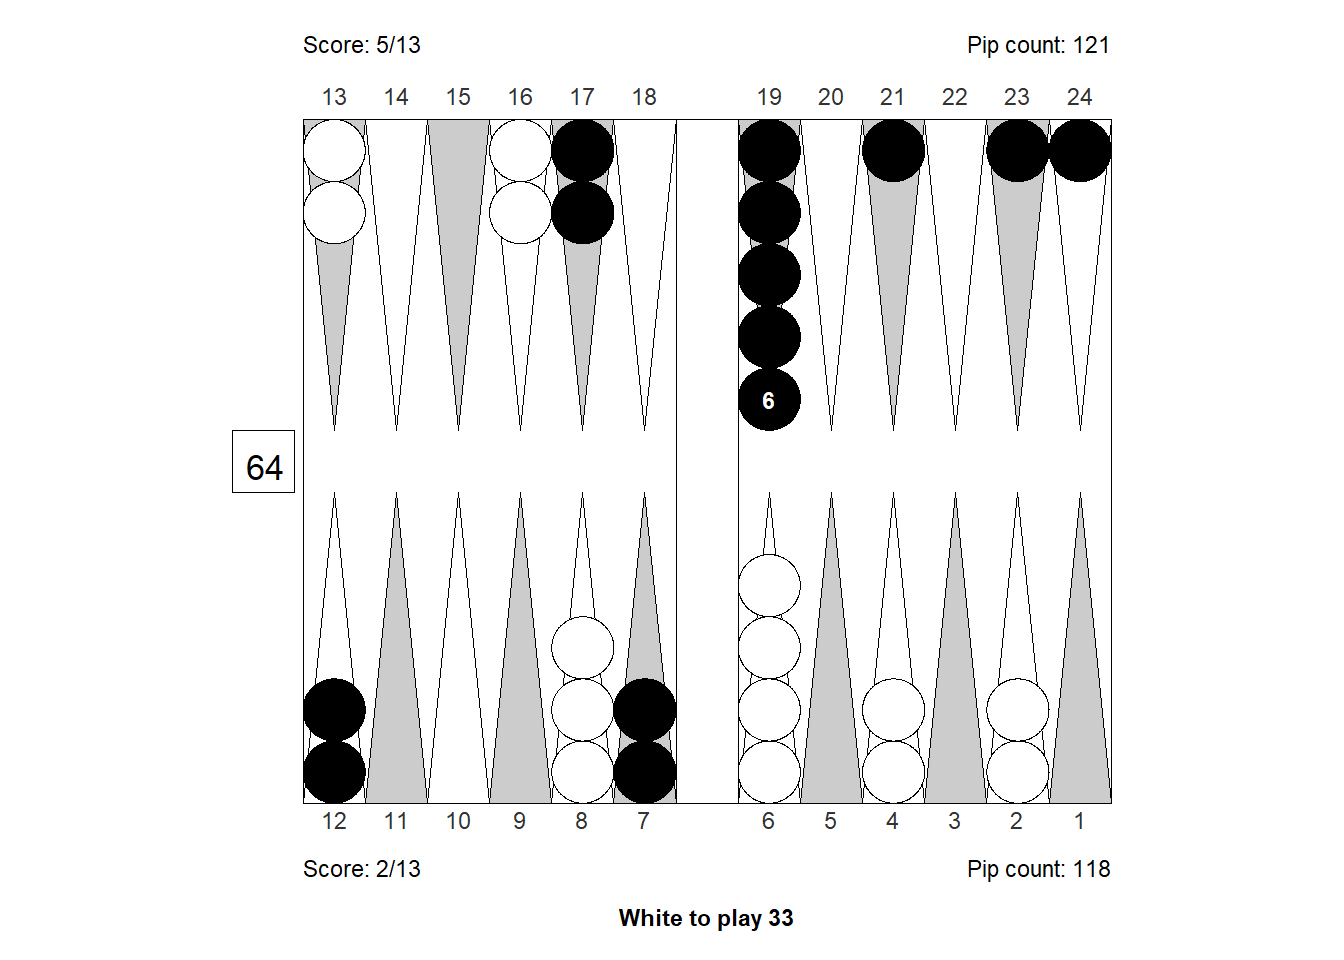 Score: 5/13 Pip count: 121
13 14 15 16 17 18 19 20 21 22 23 24
6
64
12 11 10 9 8 7 6 5 4 3 2 1
Score: 2/13 Pip count: 118
White to play 33